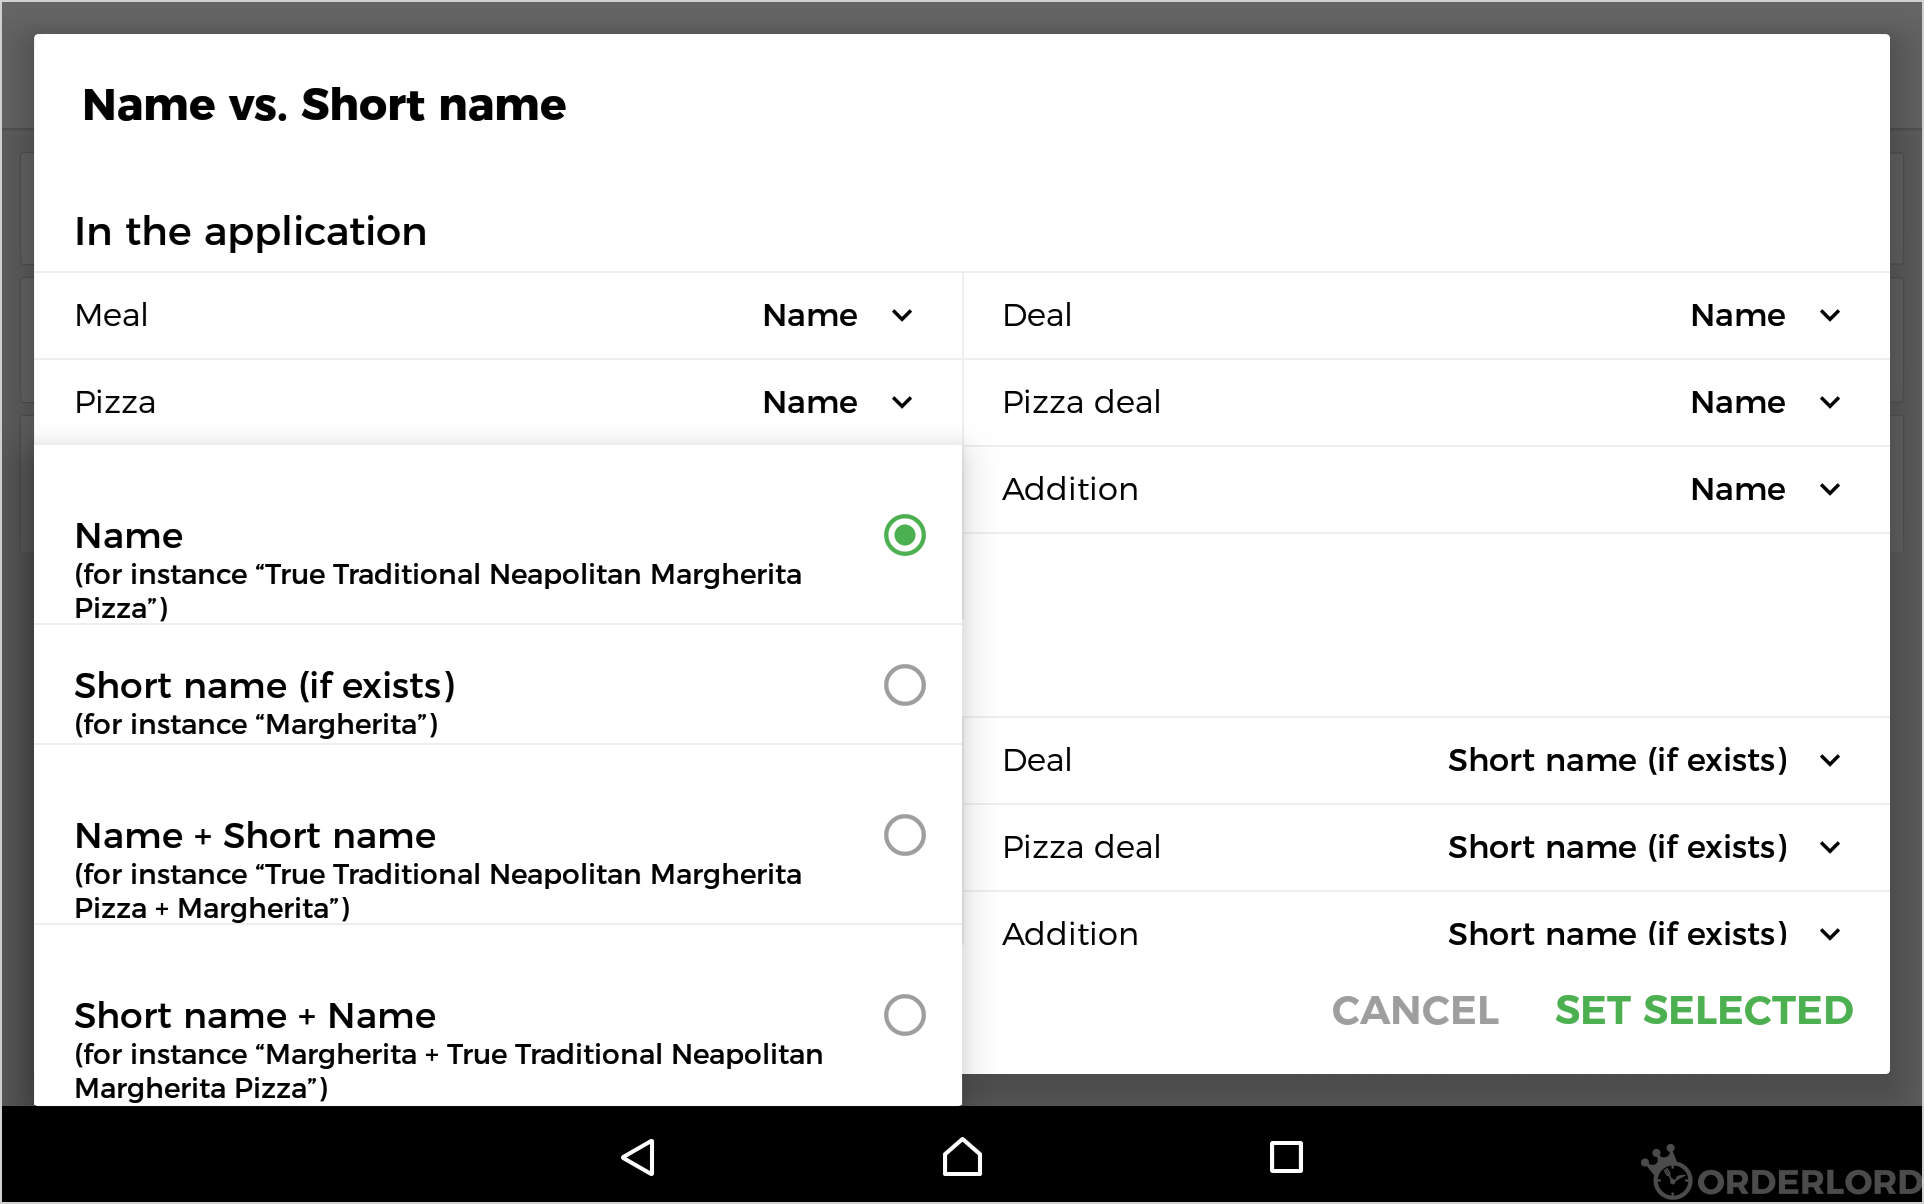 Name vs. Short name
In the application
Meal Name
Deal Name
Pizza Name
Pizza deal Name
Addition Name
Name
(for instance “True Traditional Neapolitan Margherita
Pizza”)
Short name (if exists)
(for instance “Margherita”)
Deal Short name (if exists)
Name + Short name
(for instance “True Traditional Neapolitan Margherita
Pizza + Margherita”)
Pizza deal Short name (if exists)
Addition Short name (if exists)
Short name + Name
(for instance “Margherita + True Traditional Neapolitan
Margherita Pizza”)
CANCEL SET SELECTED
ORDERLORD